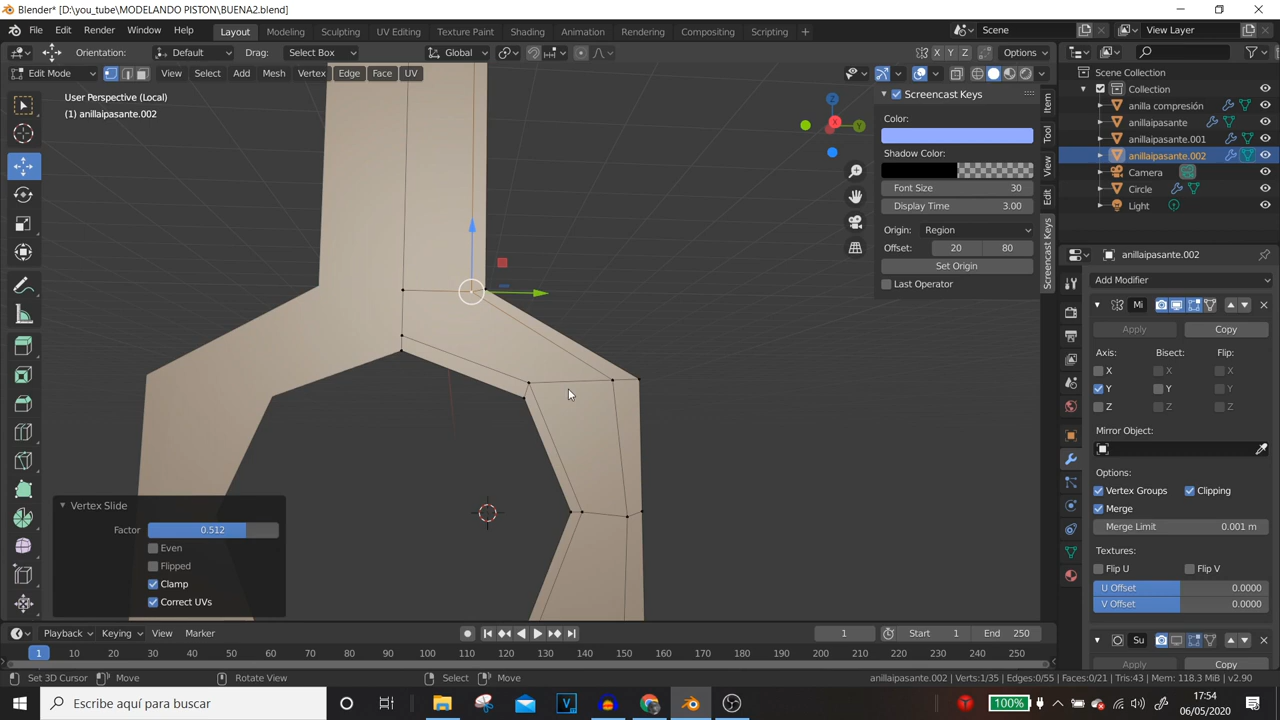 Blender* [D:\you_tube\MODELANDO PISTON\BUENA2.blend]
File Edit Render Window Help Layout Modeling Sculpting UV Editing Texture Paint Shading Animation Rendering Compositing Scripting + Scene View Layer
Orientation: Default Drag: Select Box Global X Y Z Options
Edit Mode View Select Add Mesh Vertex Edge Face UV
User Perspective (Local)
(1) anillaipasante.002
Z
Y
X
Screencast Keys
Color:
Shadow Color:
Font Size 30
Display Time 3.00
Origin: Region
Offset: 20 80
Set Origin
Last Operator
Item
Tool
View
Edit
Screencast Keys
Scene Collection
Collection
anilla compresión
anillaipasante
anillaipasante.001
anillaipasante.002
Camera
Circle
Light
anillaipasante.002
Add Modifier
Mi
Apply Copy
Axis: Bisect: Flip:
X X X
Y Y Y
Z Z Z
Mirror Object:
Options:
Vertex Groups Clipping
Merge
Merge Limit 0.001 m
Textures:
Flip U Flip V
U Offset 0.0000
V Offset 0.0000
Su
Apply Copy
Vertex Slide
Factor 0.512
Even
Flipped
Clamp
Correct UVs
Playback Keying View Marker 1 Start 1 End 250
1 10 20 30 40 50 60 70 80 90 100 110 120 130 140 150 160 170 180 190 200 210 220 230 240 250
Set 3D Cursor Move Rotate View Select Move anillaipasante.002 | Verts:1/35 | Edges:0/55 | Faces:0/21 | Tris:43 | Mem: 118.3 MiB | v2.90
Escribe aquí para buscar 100% 17:54
06/05/2020